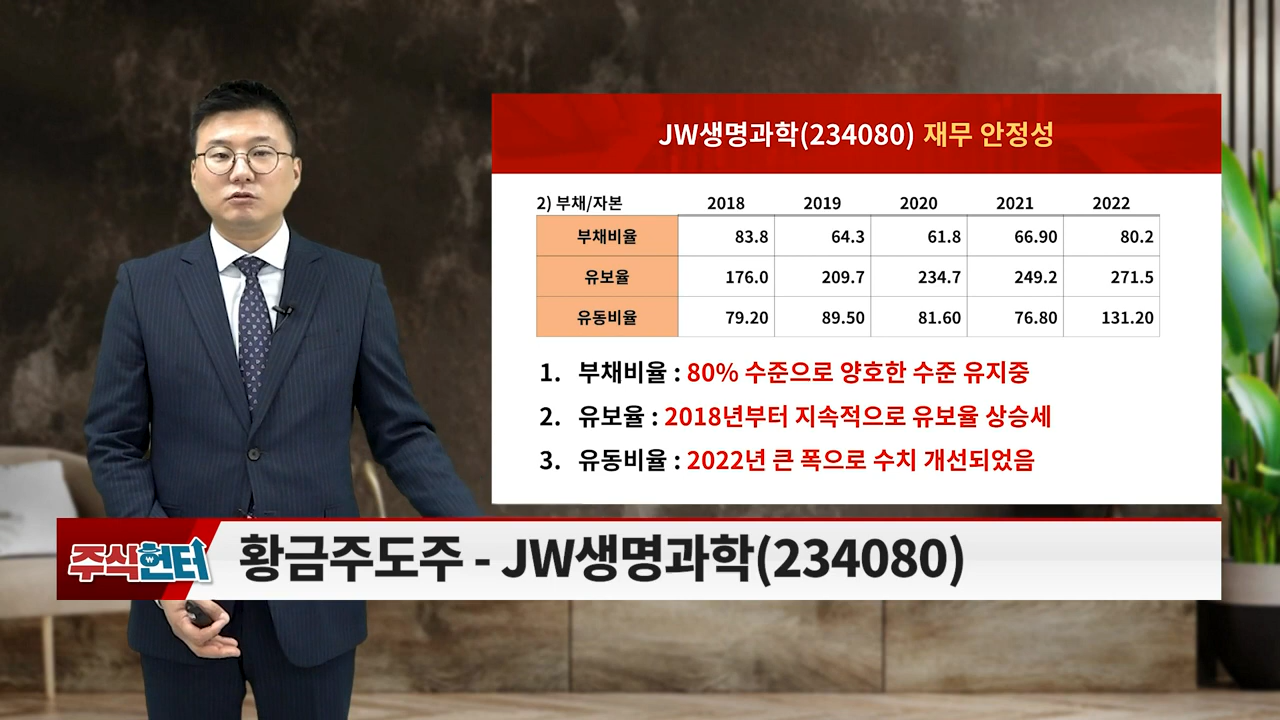 JW생명과학(234080) 재무 안정성
2) 부채/자본 2018 2019 2020 2021 2022
부채비율 83.8 64.3 61.8 66.90 80.2
유보율 176.0 209.7 234.7 249.2 271.5
유동비율 79.20 89.50 81.60 76.80 131.20
1. 부채비율 : 80% 수준으로 양호한 수준 유지중
2. 유보율 : 2018년부터 지속적으로 유보율 상승세
3. 유동비율 : 2022년 큰 폭으로 수치 개선되었음
주식헌터 황금주도주 - JW생명과학(234080)